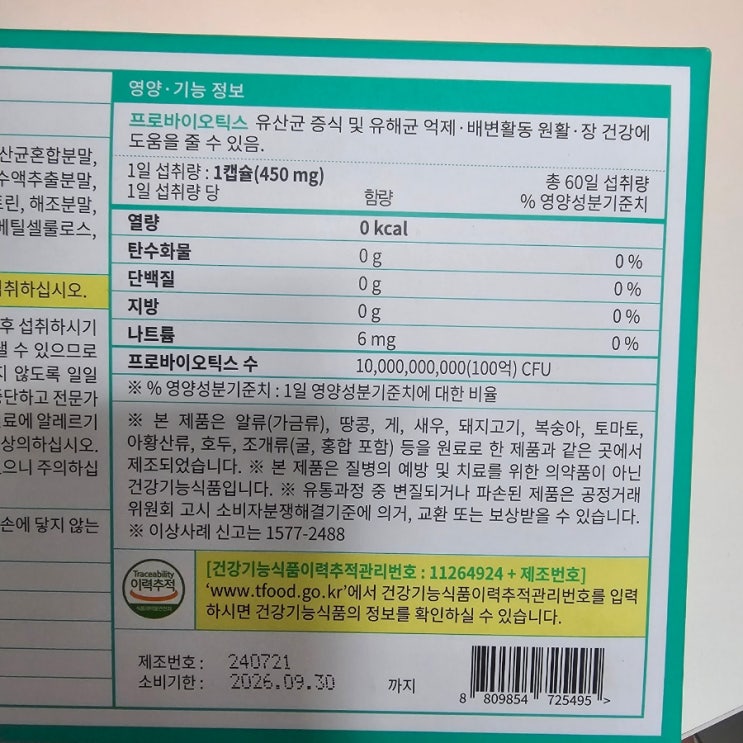 산균혼합분말,
수액추출분말,
트린, 해조분말,
메틸셀룰로스,
취하십시오.
후 섭취하시기
낼 수 있으므로
지 않도록 일일
중단하고 전문가
료에 알레르기
상의하십시오.
으니 주의하십
손에 닿지 않는
영양·기능 정보
프로바이오틱스 유산균 증식 및 유해균 억제·배변활동 원활·장 건강에
도움을 줄 수 있음.
1일 섭취량 : 1캡슐(450 mg) 총 60일 섭취량
1일 섭취량 당 함량 % 영양성분기준치
열량 0 kcal
탄수화물 0 g 0 %
단백질 0 g 0 %
지방 0 g 0 %
나트륨 6 mg 0 %
프로바이오틱스 수 10,000,000,000(100억) CFU
※ % 영양성분기준치 : 1일 영양성분기준치에 대한 비율
※ 본 제품은 알류(가금류), 땅콩, 게, 새우, 돼지고기, 복숭아, 토마토,
아황산류, 호두, 조개류(굴, 홍합 포함) 등을 원료로 한 제품과 같은 곳에서
제조되었습니다. ※ 본 제품은 질병의 예방 및 치료를 위한 의약품이 아닌
건강기능식품입니다. ※ 유통과정 중 변질되거나 파손된 제품은 공정거래
위원회 고시 소비자분쟁해결기준에 의거, 교환 또는 보상받을 수 있습니다.
※ 이상사례 신고는 1577-2488
Traceability
이력추적
[건강기능식품이력추적관리번호 : 11264924 + 제조번호]
'www.tfood.go.kr'에서 건강기능식품이력추적관리번호를 입력
하시면 건강기능식품의 정보를 확인하실 수 있습니다.
제조번호 : 240721
소비기한 : 2026.09.30 까지
8 809854 725495 >